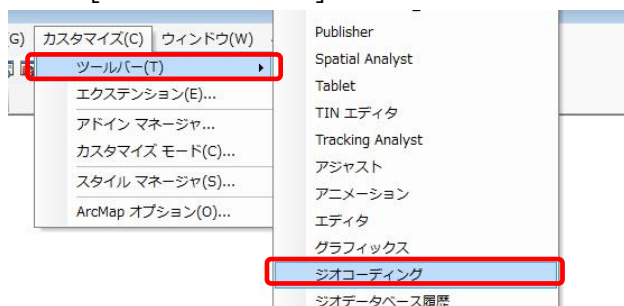 G)
カスタマイズ(C)
ウィンドウ(W)
ツールバー(T)
エクステンション(E)...
アドイン マネージャ...
カスタマイズ モード(C)...
スタイル マネージャ(S)...
ArcMap オプション(O)...
Publisher
Spatial Analyst
Tablet
TIN エディタ
Tracking Analyst
アジャスト
アニメーション
エディタ
グラフィックス
ジオコーディング
ジオデータベース履歴